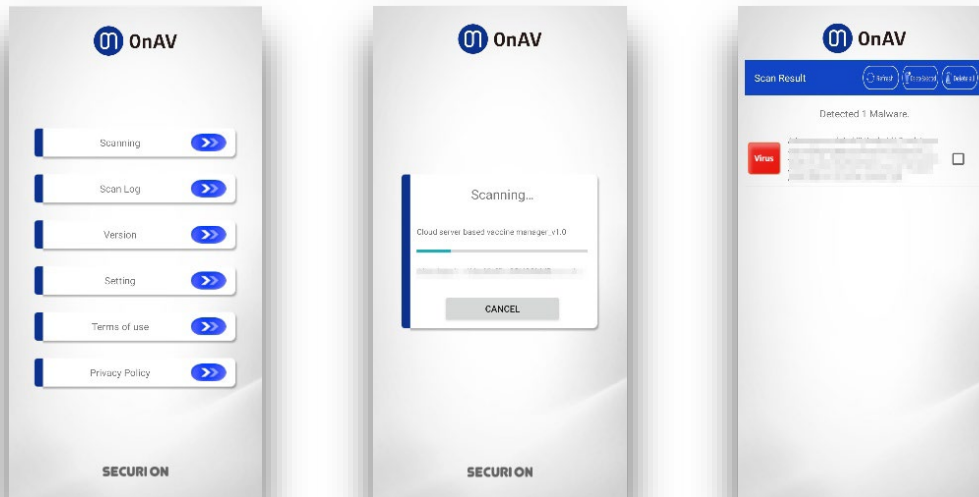 OnAV
Scanning
Scan Log
Version
Setting
Terms of use
Privacy Policy
SECURION
OnAV
Scanning...
Cloud server based vaccine manager_v1.0
CANCEL
SECURION
OnAV
Scan Result
Refresh
Detected 1 Malware.
Virus